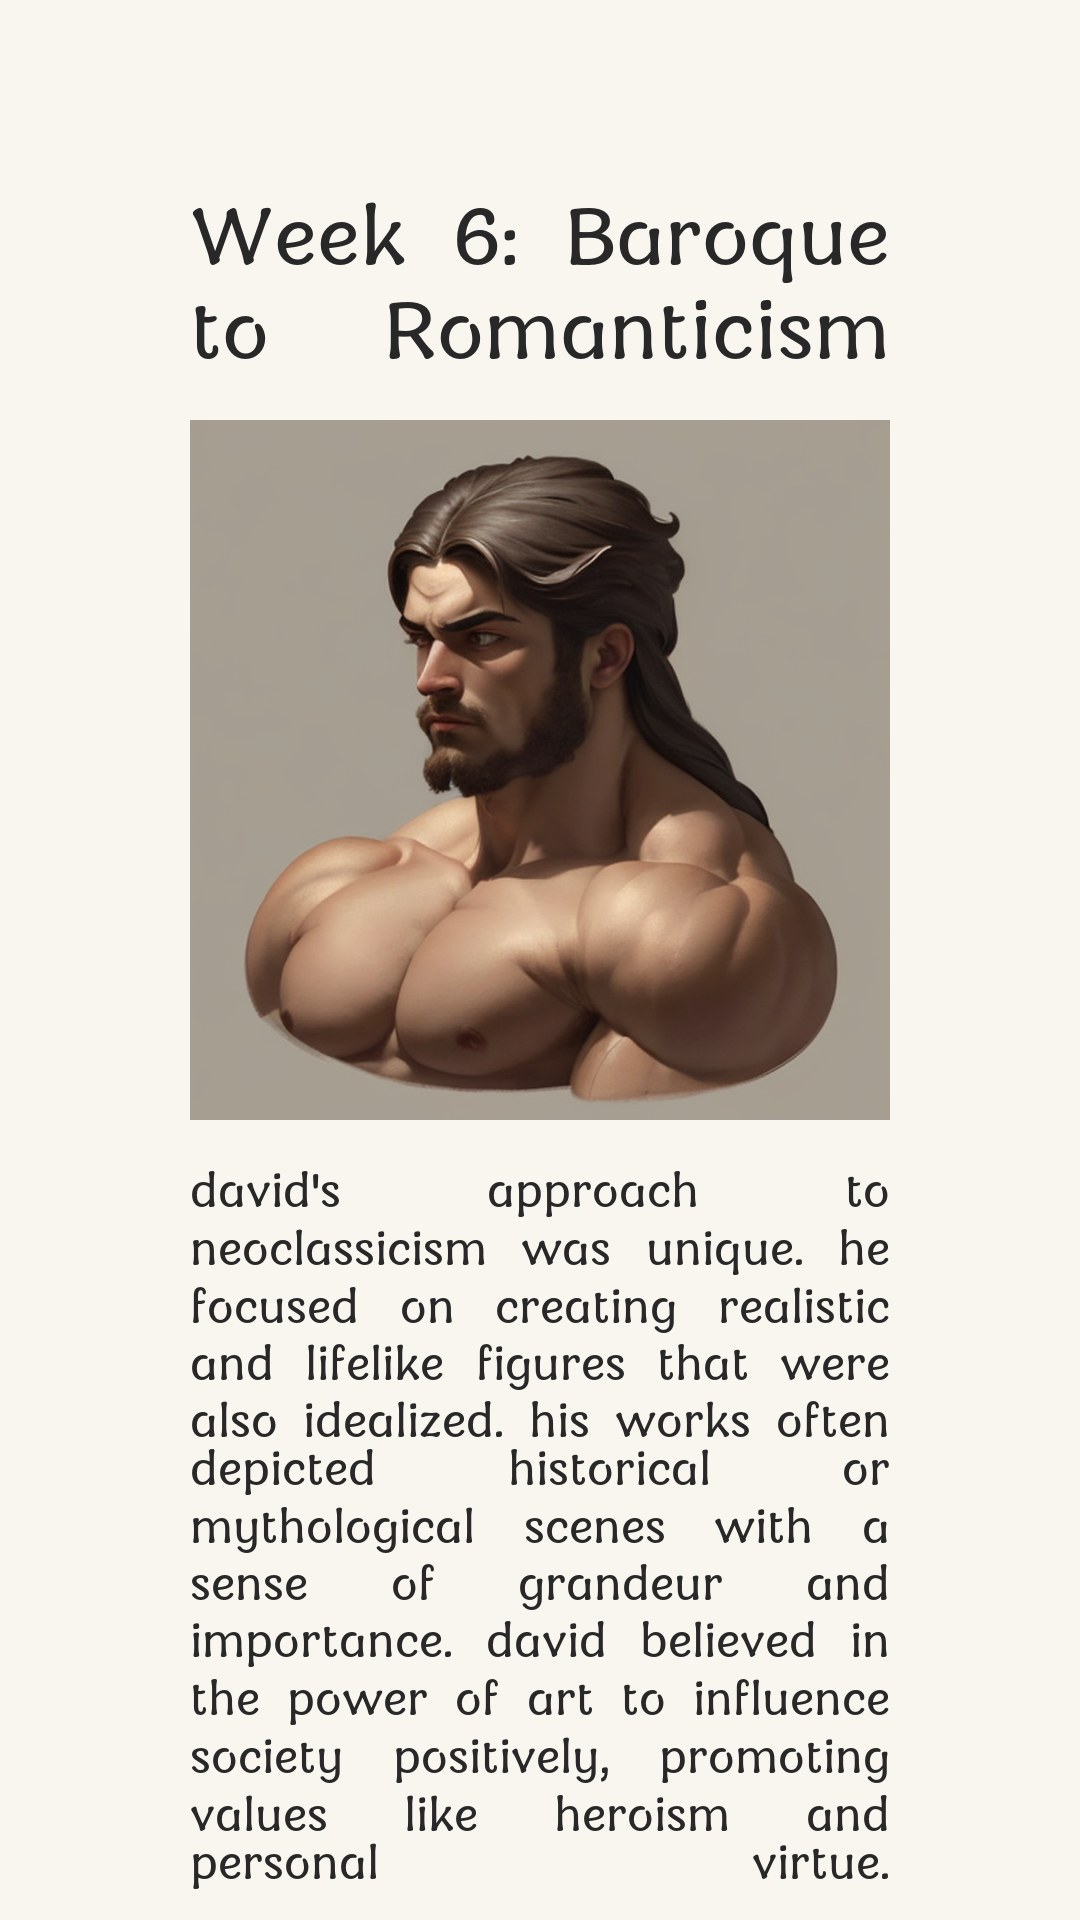 Week 6: Baroque
to Romanticism
david's approach to
neoclassicism was unique. he
focused on creating realistic
and lifelike figures that were
also idealized. his works often
depicted historical or
mythological scenes with a
sense of grandeur and
importance. david believed in
the power of art to influence
society positively, promoting
values like heroism and
personal virtue.